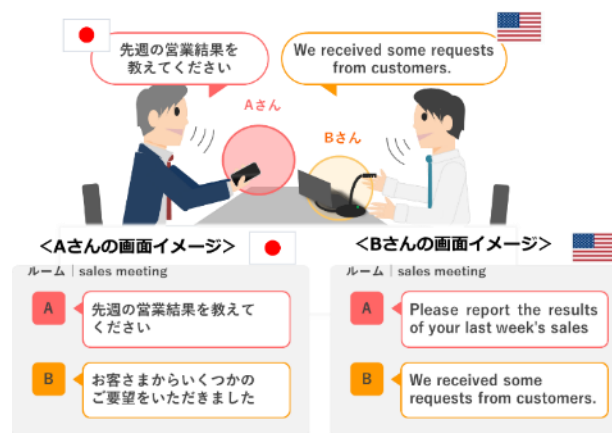 先週の営業結果を
教えてください
We received some requests
from customers.
Aさん
Bさん
<Aさんの画面イメージ>
ルーム｜sales meeting
A
先週の営業結果を教えて
ください
B
お客さまからいくつかの
ご要望をいただきました
<Bさんの画面イメージ>
ルーム｜sales meeting
A
Please report the results
of your last week's sales
B
We received some
requests from customers.